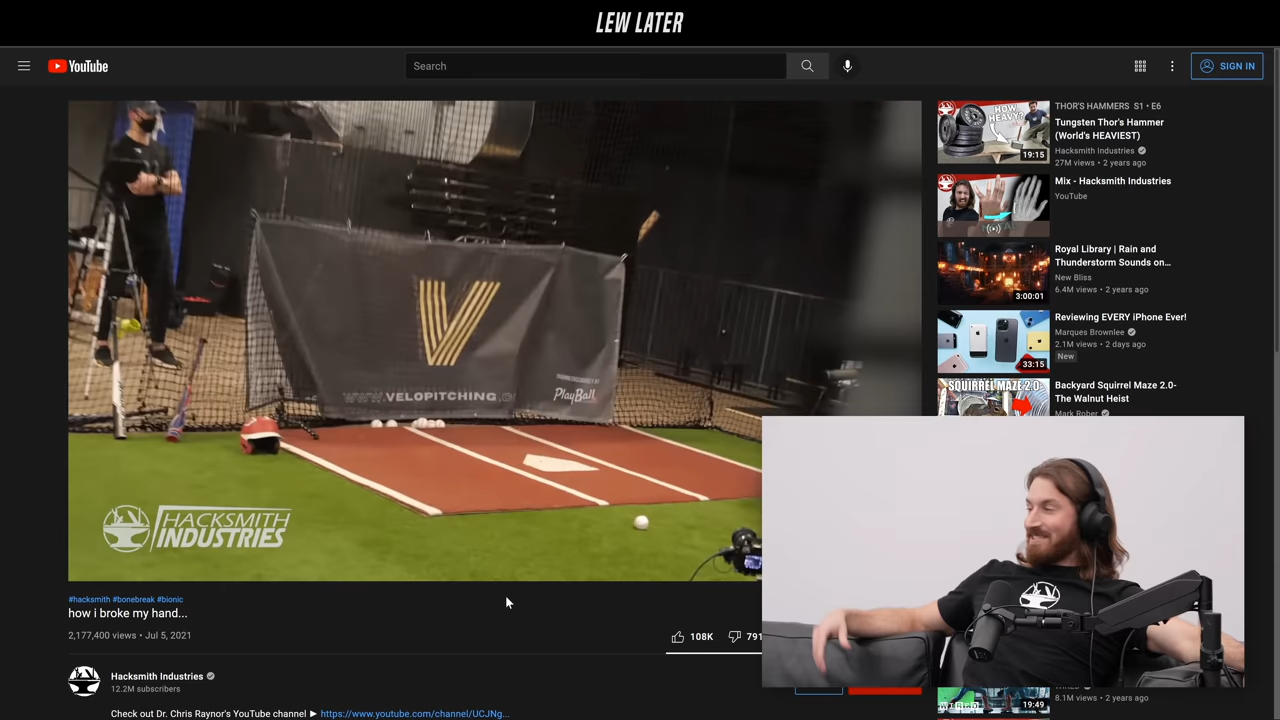 LEW LATER
YouTube
Search
SIGN IN
V
www.VELOPITCHING.c
PlayBall
HACKSMITH
INDUSTRIES
#hacksmith #bonebreak #bionic
how i broke my hand...
2,177,400 views • Jul 5, 2021
108K
791
Hacksmith Industries
12.2M subscribers
Check out Dr. Chris Raynor's YouTube channel ► https://www.youtube.com/channel/UCJNg...
HOW
HEAVY?
19:15
THOR'S HAMMERS S1 • E6
Tungsten Thor's Hammer
(World's HEAVIEST)
Hacksmith Industries
27M views • 2 years ago
Mix - Hacksmith Industries
YouTube
3:00:01
Royal Library | Rain and
Thunderstorm Sounds on...
New Bliss
6.4M views • 2 years ago
33:15
Reviewing EVERY iPhone Ever!
Marques Brownlee
2.1M views • 2 days ago
New
SQUIRREL MAZE 2.0
Backyard Squirrel Maze 2.0-
The Walnut Heist
Mark Rober
19:49
8.1M views • 2 years ago